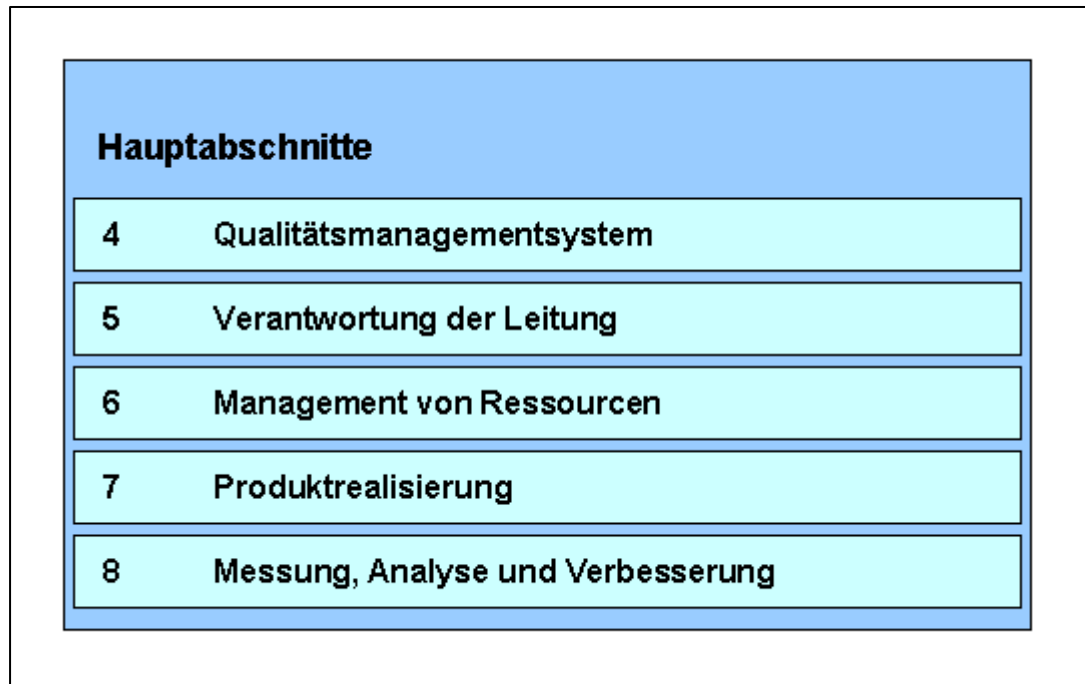 Hauptabschnitte
4 Qualitätsmanagementsystem
5 Verantwortung der Leitung
6 Management von Ressourcen
7 Produktrealisierung
8 Messung, Analyse und Verbesserung